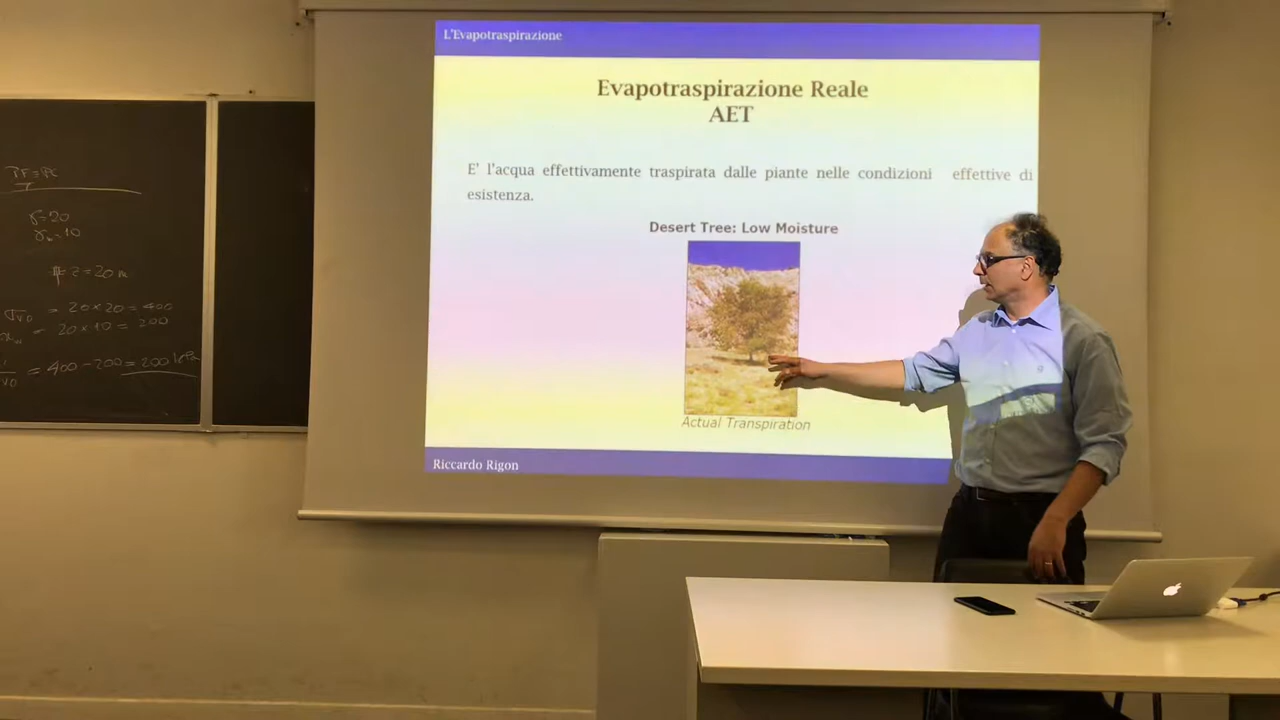 L'Evapotraspirazione
Evapotraspirazione Reale
AET
E' l'acqua effettivamente traspirata dalle piante nelle condizioni effettive di
esistenza.
Desert Tree: Low Moisture
Actual Transpiration
Riccardo Rigon
z = 20 m
= 20 × 20 = 400
= 20 × 10 = 200
= 400 - 200 = 200 kPa